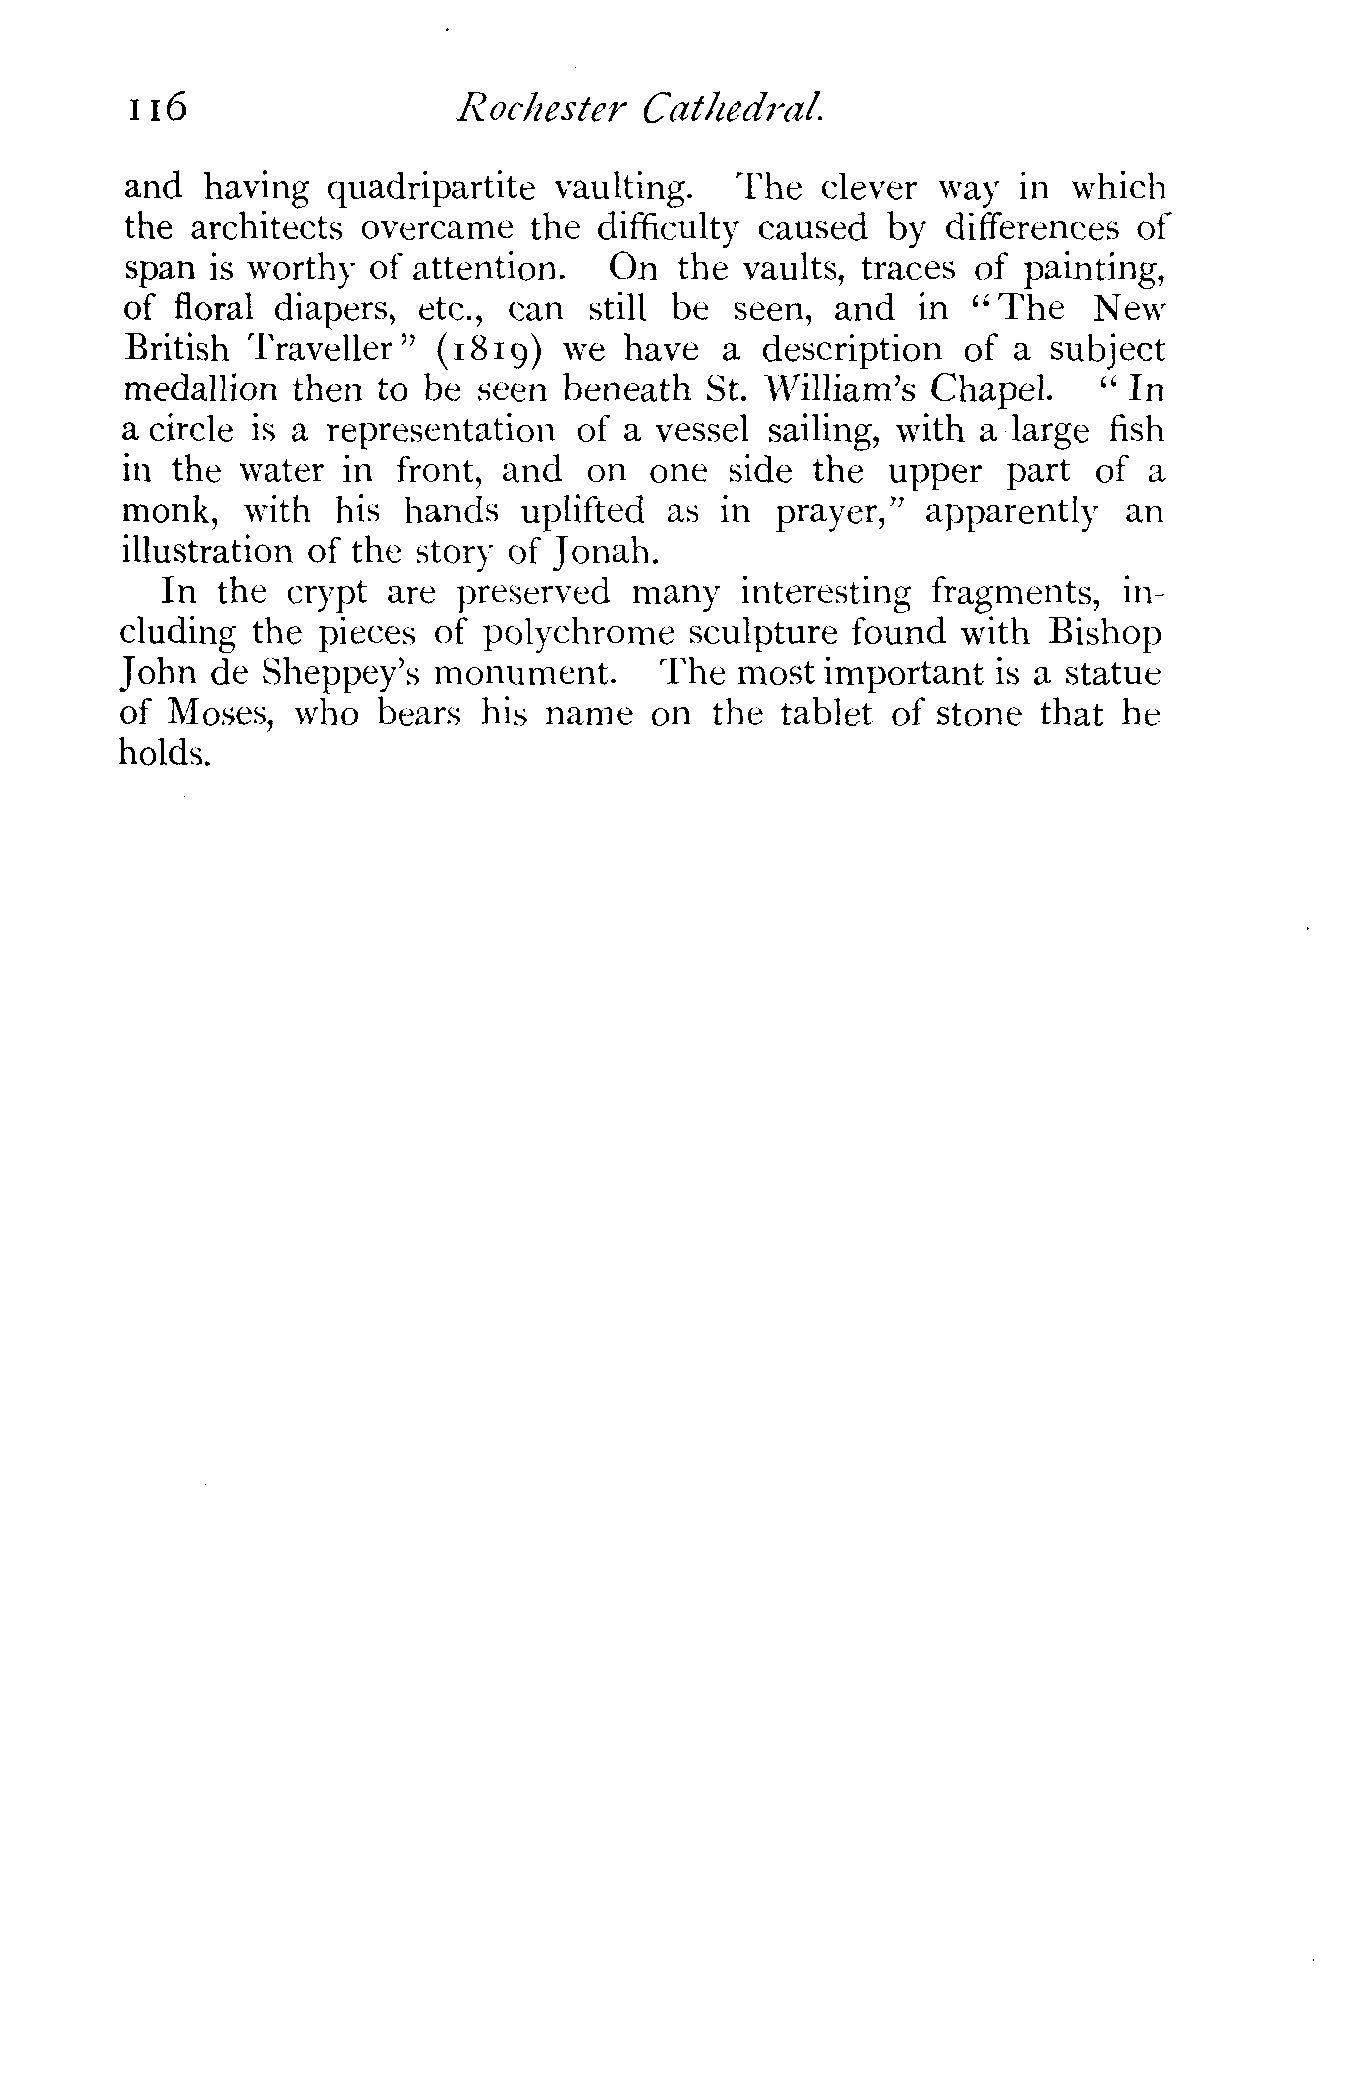 116 Rochester Cathedral.
and having quadripartite vaulting. The clever way in which
the architects overcame the difficulty caused by differences of
span is worthy of attention. On the vaults, traces of painting,
of floral diapers, etc., can still be seen, and in "The New
British Traveller" (1819) we have a description of a subject
medallion then to be seen beneath St. William's Chapel. "In
a circle is a representation of a vessel sailing, with a large fish
in the water in front, and on one side the upper part of a
monk, with his hands uplifted as in prayer," apparently an
illustration of the story of Jonah.
In the crypt are preserved many interesting fragments, in-
cluding the pieces of polychrome sculpture found with Bishop
John de Sheppey's monument. The most important is a statue
of Moses, who bears his name on the tablet of stone that he
holds.